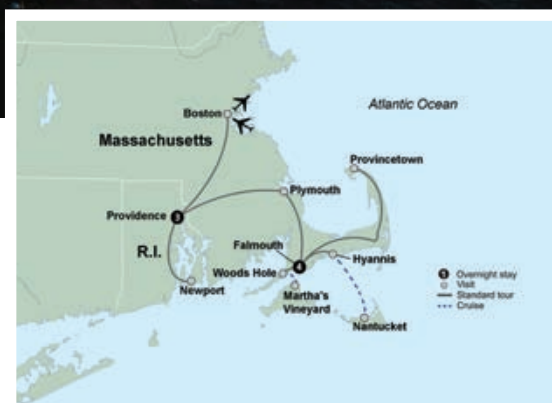 Boston
Atlantic Ocean
Massachusetts
Provincetown
Plymouth
Providence
3
R.I.
Falmouth
4
Hyannis
Woods Hole
Newport
Martha's
Vineyard
Nantucket
1 Overnight stay
Visit
Standard tour
Cruise